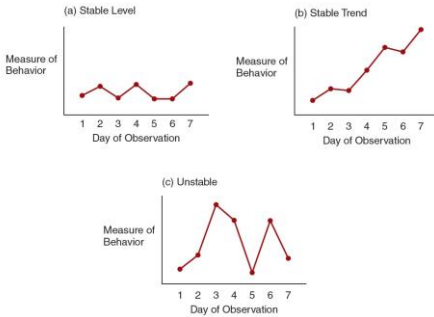 (a) Stable Level
Measure of
Behavior
1 2 3 4 5 6 7
Day of Observation
(b) Stable Trend
Measure of
Behavior
1 2 3 4 5 6 7
Day of Observation
(c) Unstable
Measure of
Behavior
1 2 3 4 5 6 7
Day of Observation